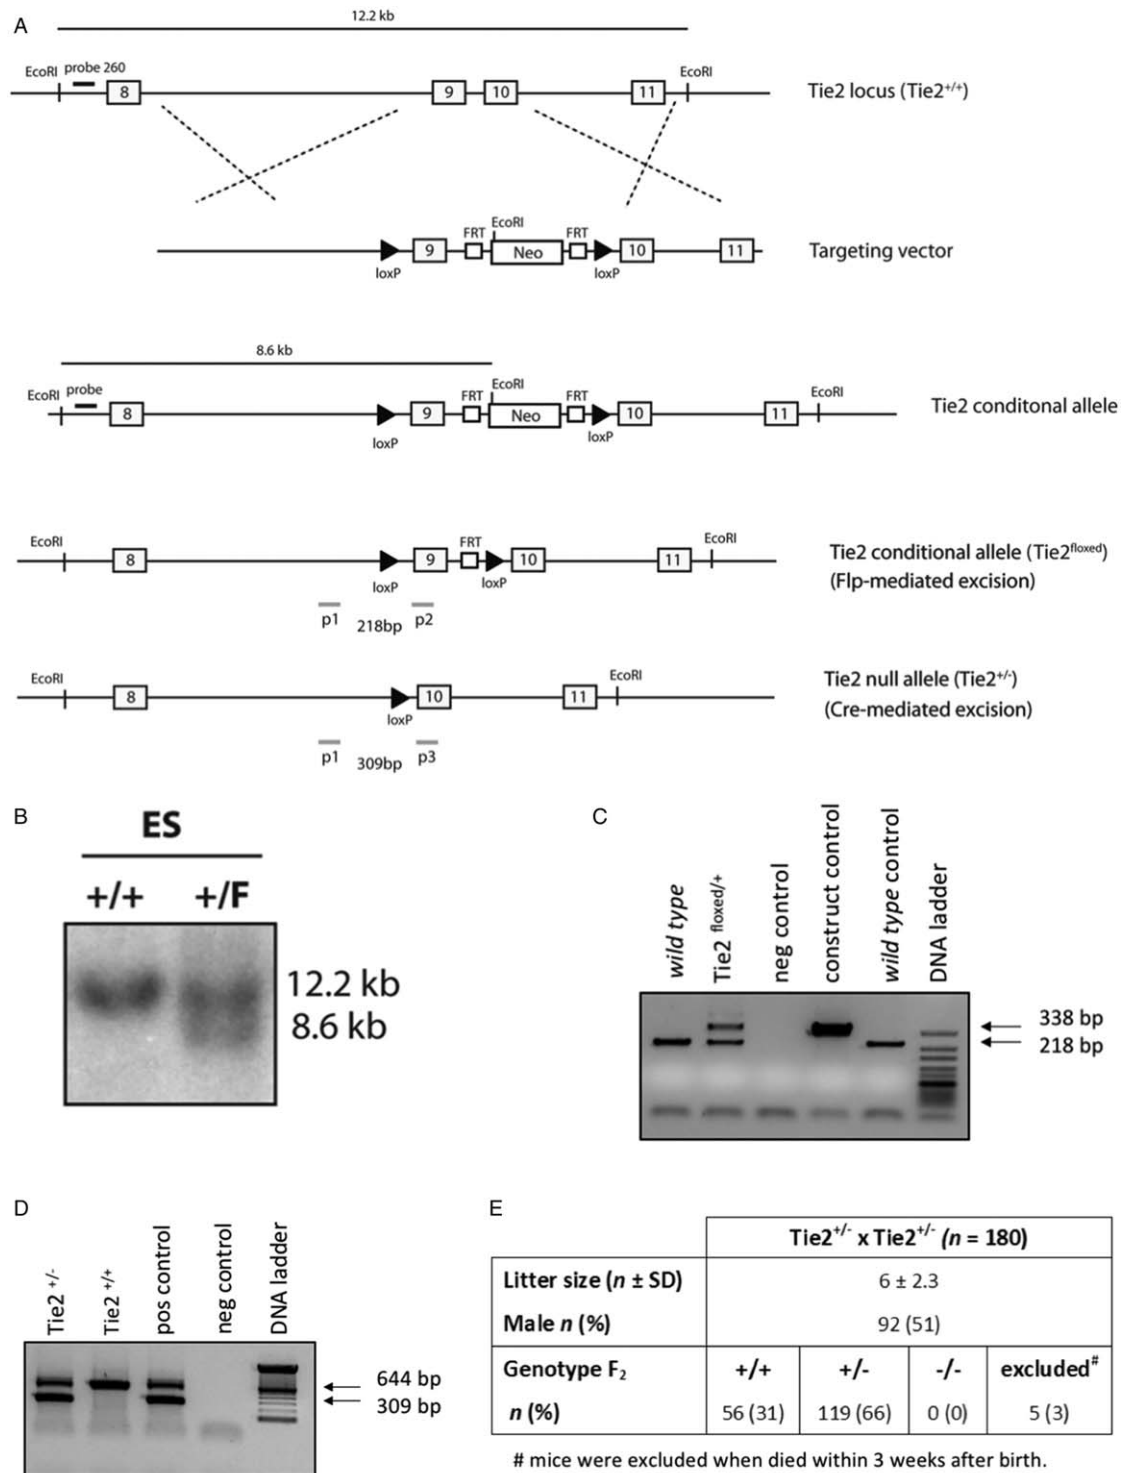 A
12.2 kb
EcoRI probe 260 8 9 10 11 EcoRI
Tie2 locus (Tie2+/+)
loxP 9 FRT EcoRI Neo FRT loxP 10 11
Targeting vector
8.6 kb
EcoRI probe 8 loxP 9 FRT EcoRI Neo FRT loxP 10 11 EcoRI
Tie2 conditonal allele
EcoRI 8 loxP 9 FRT loxP 10 11 EcoRI
Tie2 conditional allele (Tie2floxed)
(Flp-mediated excision)
p1 218bp p2
EcoRI 8 loxP 10 11 EcoRI
Tie2 null allele (Tie2+/-)
(Cre-mediated excision)
p1 309bp p3
B
ES
+/+ +/F
12.2 kb
8.6 kb
C
wild type
Tie2 floxed/+
neg control
construct control
wild type control
DNA ladder
338 bp
218 bp
D
Tie2 +/-
Tie2 +/+
pos control
neg control
DNA ladder
644 bp
309 bp
E
Tie2+/- x Tie2+/- (n = 180)
Litter size (n ± SD) 6 ± 2.3
Male n (%) 92 (51)
Genotype F2 +/+ +/- -/- excluded#
n (%) 56 (31) 119 (66) 0 (0) 5 (3)
# mice were excluded when died within 3 weeks after birth.